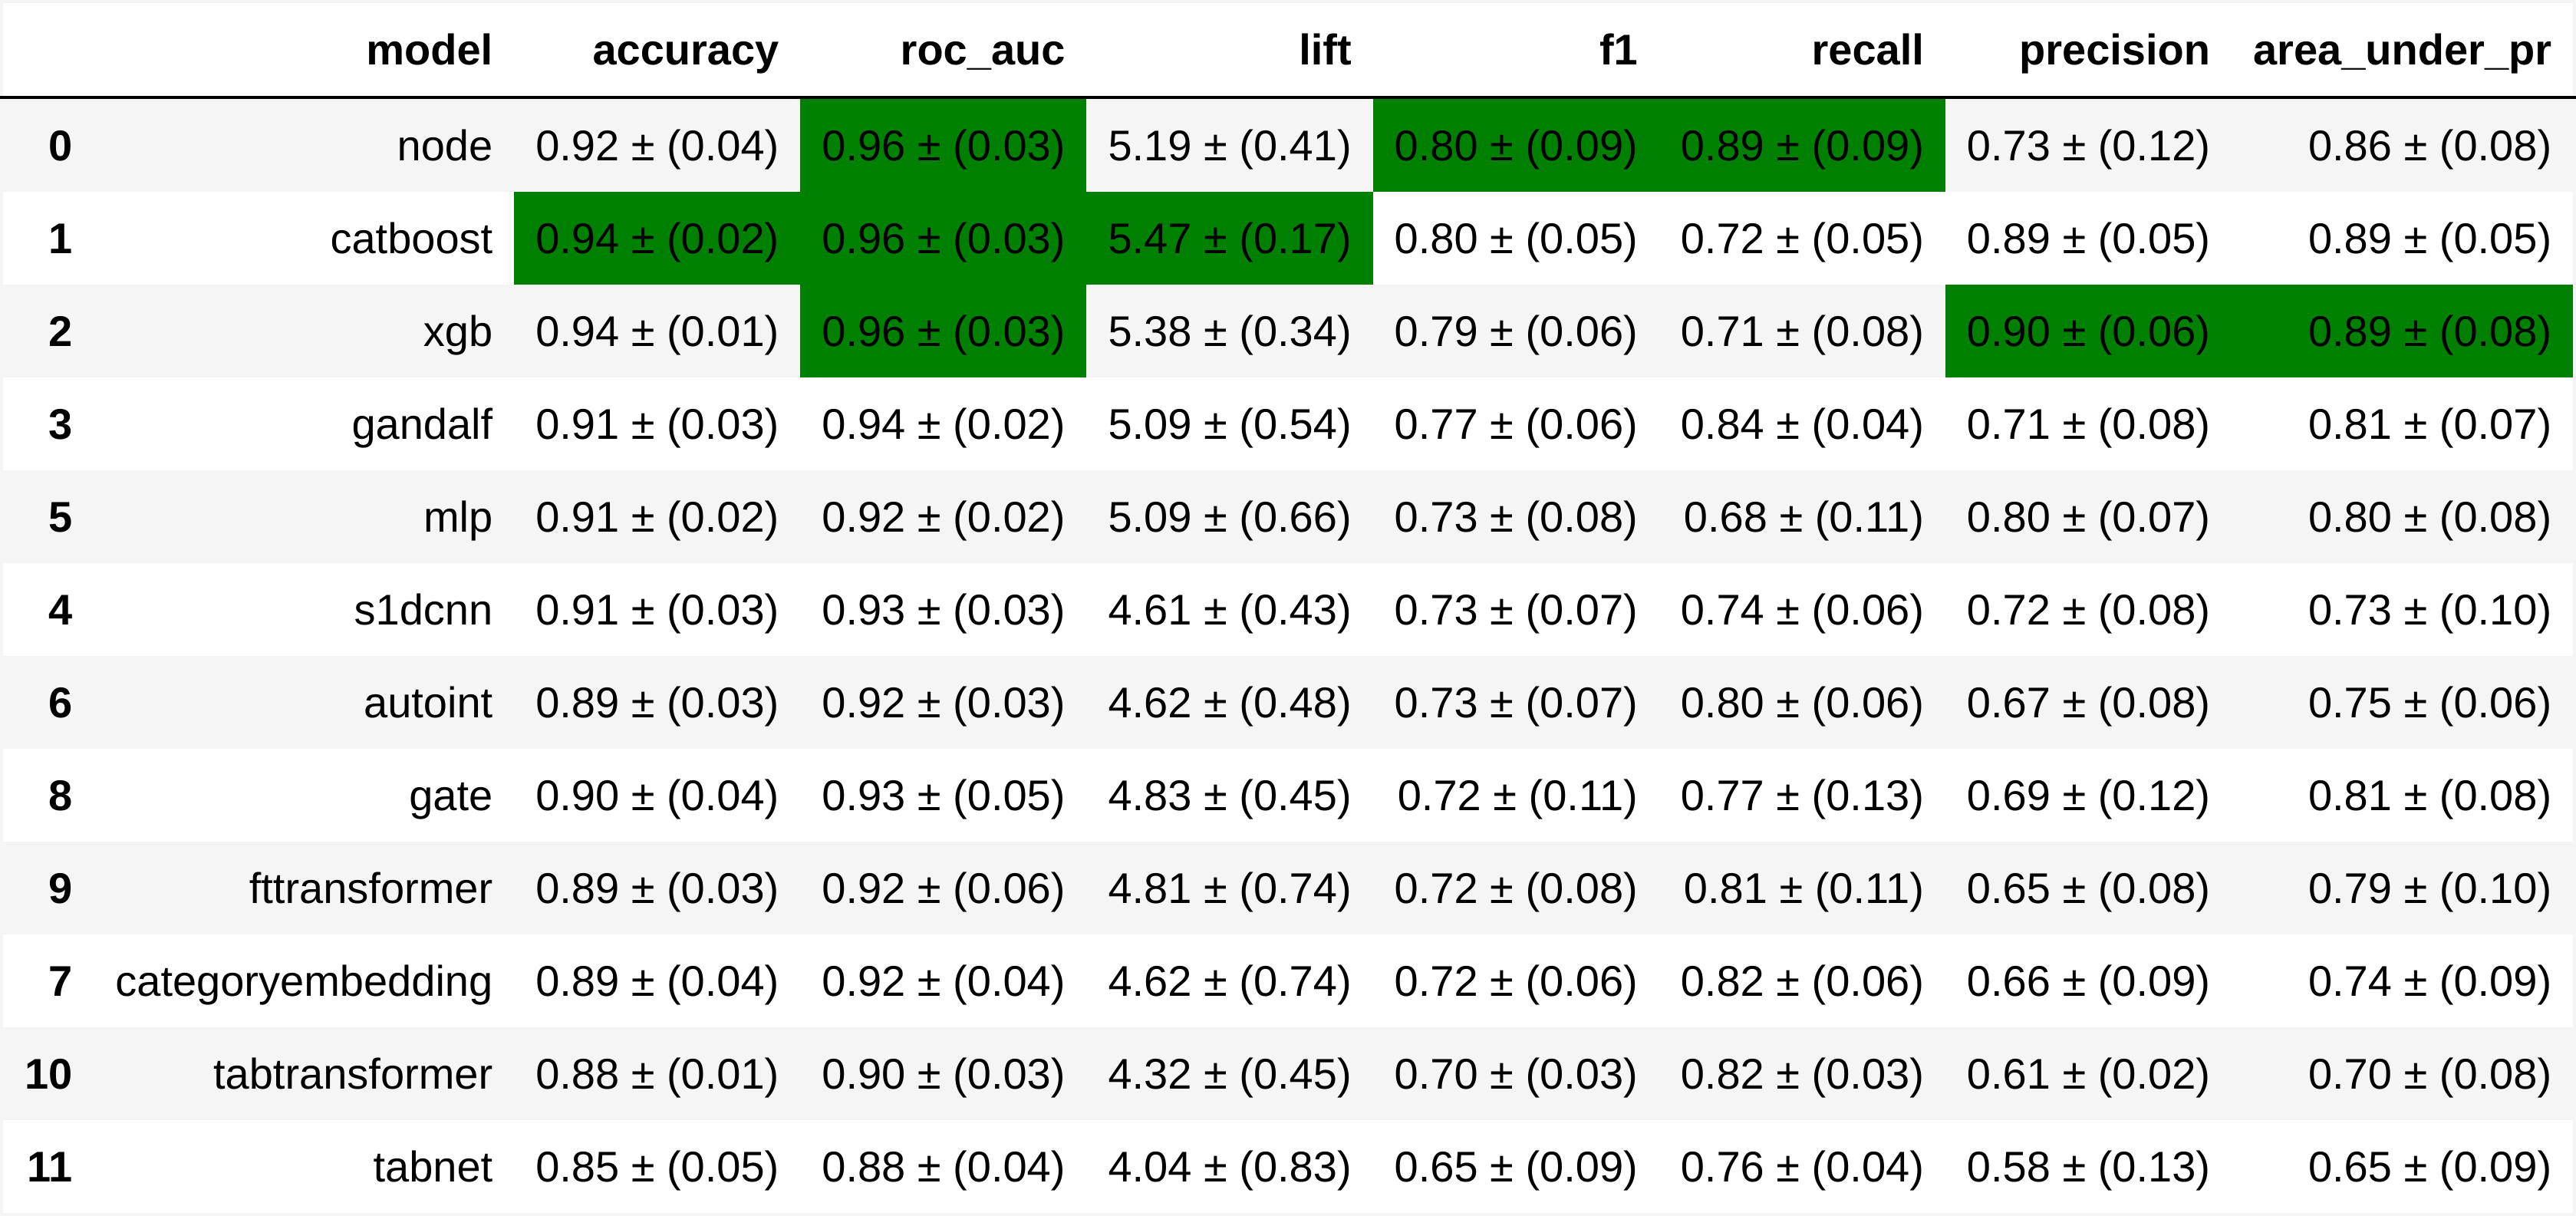 model accuracy roc_auc lift f1 recall precision area_under_pr
0 node 0.92 ± (0.04) 0.96 ± (0.03) 5.19 ± (0.41) 0.80 ± (0.09) 0.89 ± (0.09) 0.73 ± (0.12) 0.86 ± (0.08)
1 catboost 0.94 ± (0.02) 0.96 ± (0.03) 5.47 ± (0.17) 0.80 ± (0.05) 0.72 ± (0.05) 0.89 ± (0.05) 0.89 ± (0.05)
2 xgb 0.94 ± (0.01) 0.96 ± (0.03) 5.38 ± (0.34) 0.79 ± (0.06) 0.71 ± (0.08) 0.90 ± (0.06) 0.89 ± (0.08)
3 gandalf 0.91 ± (0.03) 0.94 ± (0.02) 5.09 ± (0.54) 0.77 ± (0.06) 0.84 ± (0.04) 0.71 ± (0.08) 0.81 ± (0.07)
5 mlp 0.91 ± (0.02) 0.92 ± (0.02) 5.09 ± (0.66) 0.73 ± (0.08) 0.68 ± (0.11) 0.80 ± (0.07) 0.80 ± (0.08)
4 s1dcnn 0.91 ± (0.03) 0.93 ± (0.03) 4.61 ± (0.43) 0.73 ± (0.07) 0.74 ± (0.06) 0.72 ± (0.08) 0.73 ± (0.10)
6 autoint 0.89 ± (0.03) 0.92 ± (0.03) 4.62 ± (0.48) 0.73 ± (0.07) 0.80 ± (0.06) 0.67 ± (0.08) 0.75 ± (0.06)
8 gate 0.90 ± (0.04) 0.93 ± (0.05) 4.83 ± (0.45) 0.72 ± (0.11) 0.77 ± (0.13) 0.69 ± (0.12) 0.81 ± (0.08)
9 fttransformer 0.89 ± (0.03) 0.92 ± (0.06) 4.81 ± (0.74) 0.72 ± (0.08) 0.81 ± (0.11) 0.65 ± (0.08) 0.79 ± (0.10)
7 categoryembedding 0.89 ± (0.04) 0.92 ± (0.04) 4.62 ± (0.74) 0.72 ± (0.06) 0.82 ± (0.06) 0.66 ± (0.09) 0.74 ± (0.09)
10 tabtransformer 0.88 ± (0.01) 0.90 ± (0.03) 4.32 ± (0.45) 0.70 ± (0.03) 0.82 ± (0.03) 0.61 ± (0.02) 0.70 ± (0.08)
11 tabnet 0.85 ± (0.05) 0.88 ± (0.04) 4.04 ± (0.83) 0.65 ± (0.09) 0.76 ± (0.04) 0.58 ± (0.13) 0.65 ± (0.09)